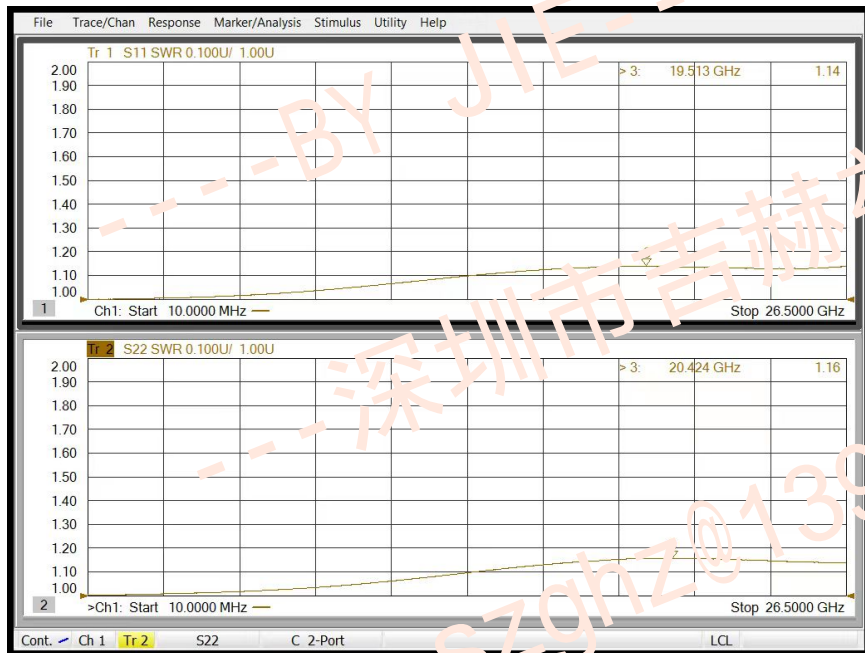 File Trace/Chan Response Marker/Analysis Stimulus Utility Help
Tr 1 S11 SWR 0.100U/ 1.00U
> 3: 19.513 GHz 1.14
2.00
1.90
1.80
1.70
1.60
1.50
1.40
1.30
1.20
1.10
1.00
1
Ch1: Start 10.0000 MHz
Stop 26.5000 GHz
Tr 2 S22 SWR 0.100U/ 1.00U
> 3: 20.424 GHz 1.16
2.00
1.90
1.80
1.70
1.60
1.50
1.40
1.30
1.20
1.10
1.00
2
>Ch1: Start 10.0000 MHz
Stop 26.5000 GHz
Cont. Ch 1 Tr 2 S22 C 2-Port LCL
----BY JIE--
---深圳市吉赫
szghz@139